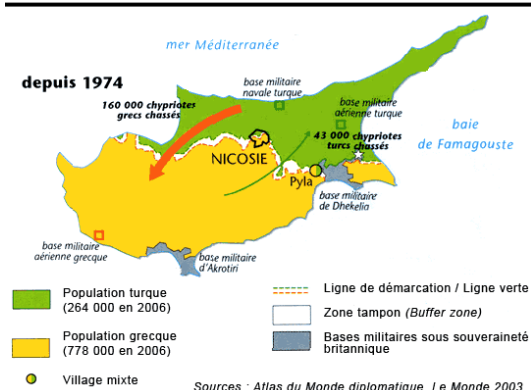 mer Méditerranée
depuis 1974
base militaire
navale turque
160 000 chypriotes
grecs chassés
base militaire
aérienne turque
43 000 chypriotes
turcs chassés
baie
de Famagouste
NICOSIE
Pyla
base militaire
de Dhekelia
base militaire
aérienne grecque
base militaire
d'Akrotiri
Population turque
(264 000 en 2006)
Population grecque
(778 000 en 2006)
Village mixte
Ligne de démarcation / Ligne verte
Zone tampon (Buffer zone)
Bases militaires sous souveraineté
britannique
Sources : Atlas du Monde diplomatique, Le Monde 2003